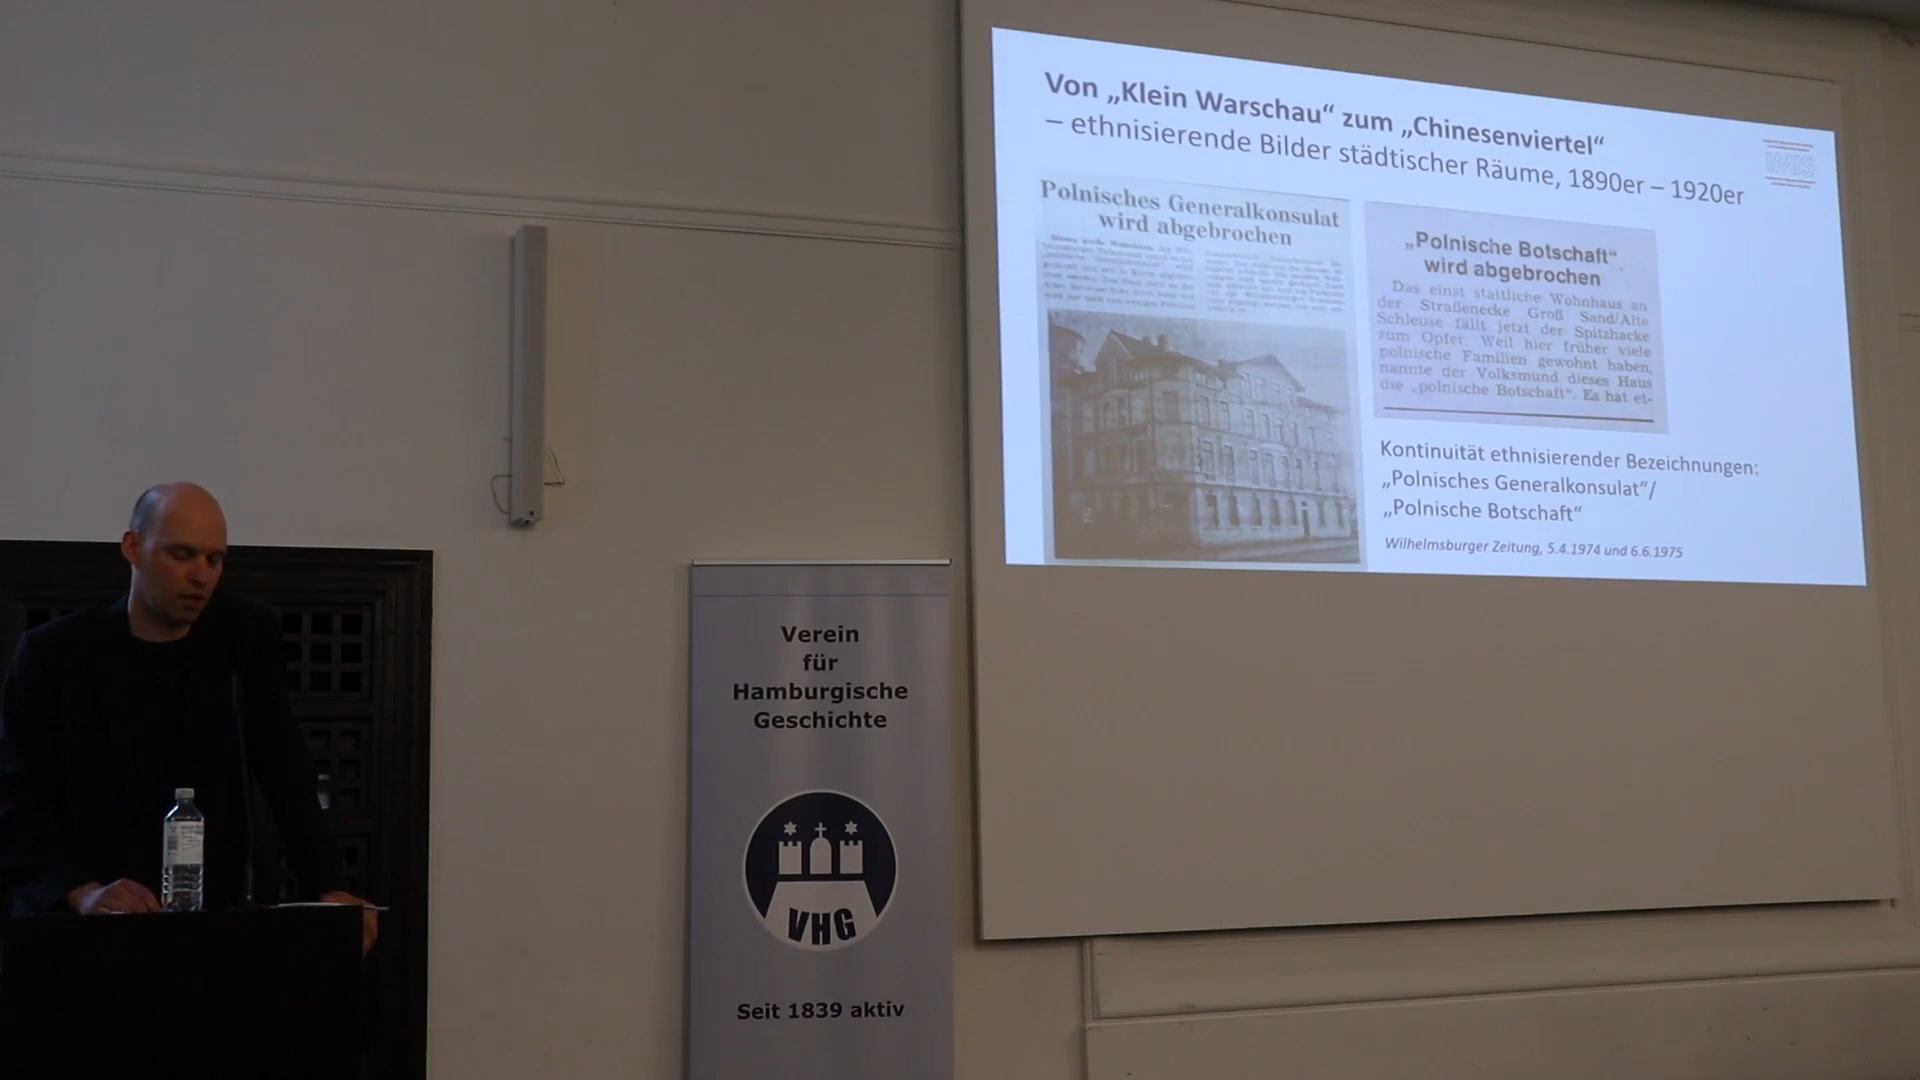 Von „Klein Warschau“ zum „Chinesenviertel“
– ethnisierende Bilder städtischer Räume, 1890er – 1920er
IMIS
Polnisches Generalkonsulat
wird abgebrochen
„Polnische Botschaft“
wird abgebrochen
Das einst stattliche Wohnhaus an
der Straßenecke Groß Sand/Alte
Schleuse fällt jetzt der Spitzhacke
zum Opfer. Weil hier früher viele
polnische Familien gewohnt haben,
nannte der Volksmund dieses Haus
die „polnische Botschaft“. Es hat et-
Kontinuität ethnisierender Bezeichnungen:
„Polnisches Generalkonsulat“/
„Polnische Botschaft“
Wilhelmsburger Zeitung, 5.4.1974 und 6.6.1975
Verein
für
Hamburgische
Geschichte
VHG
Seit 1839 aktiv